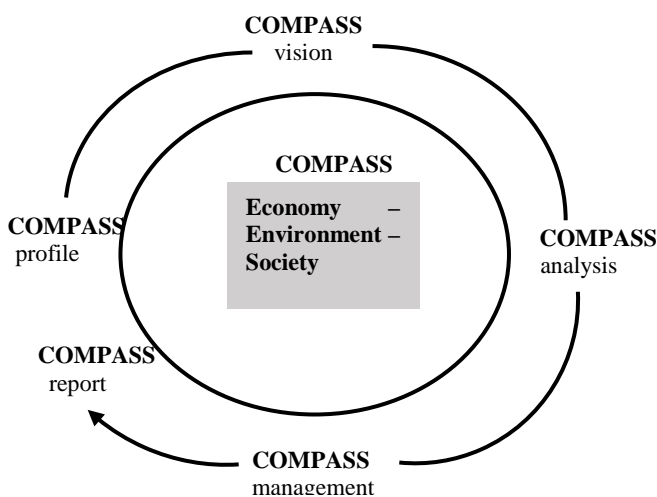 COMPASS
vision
COMPASS
Economy –
Environment –
Society
COMPASS
profile
COMPASS
analysis
COMPASS
report
COMPASS
management